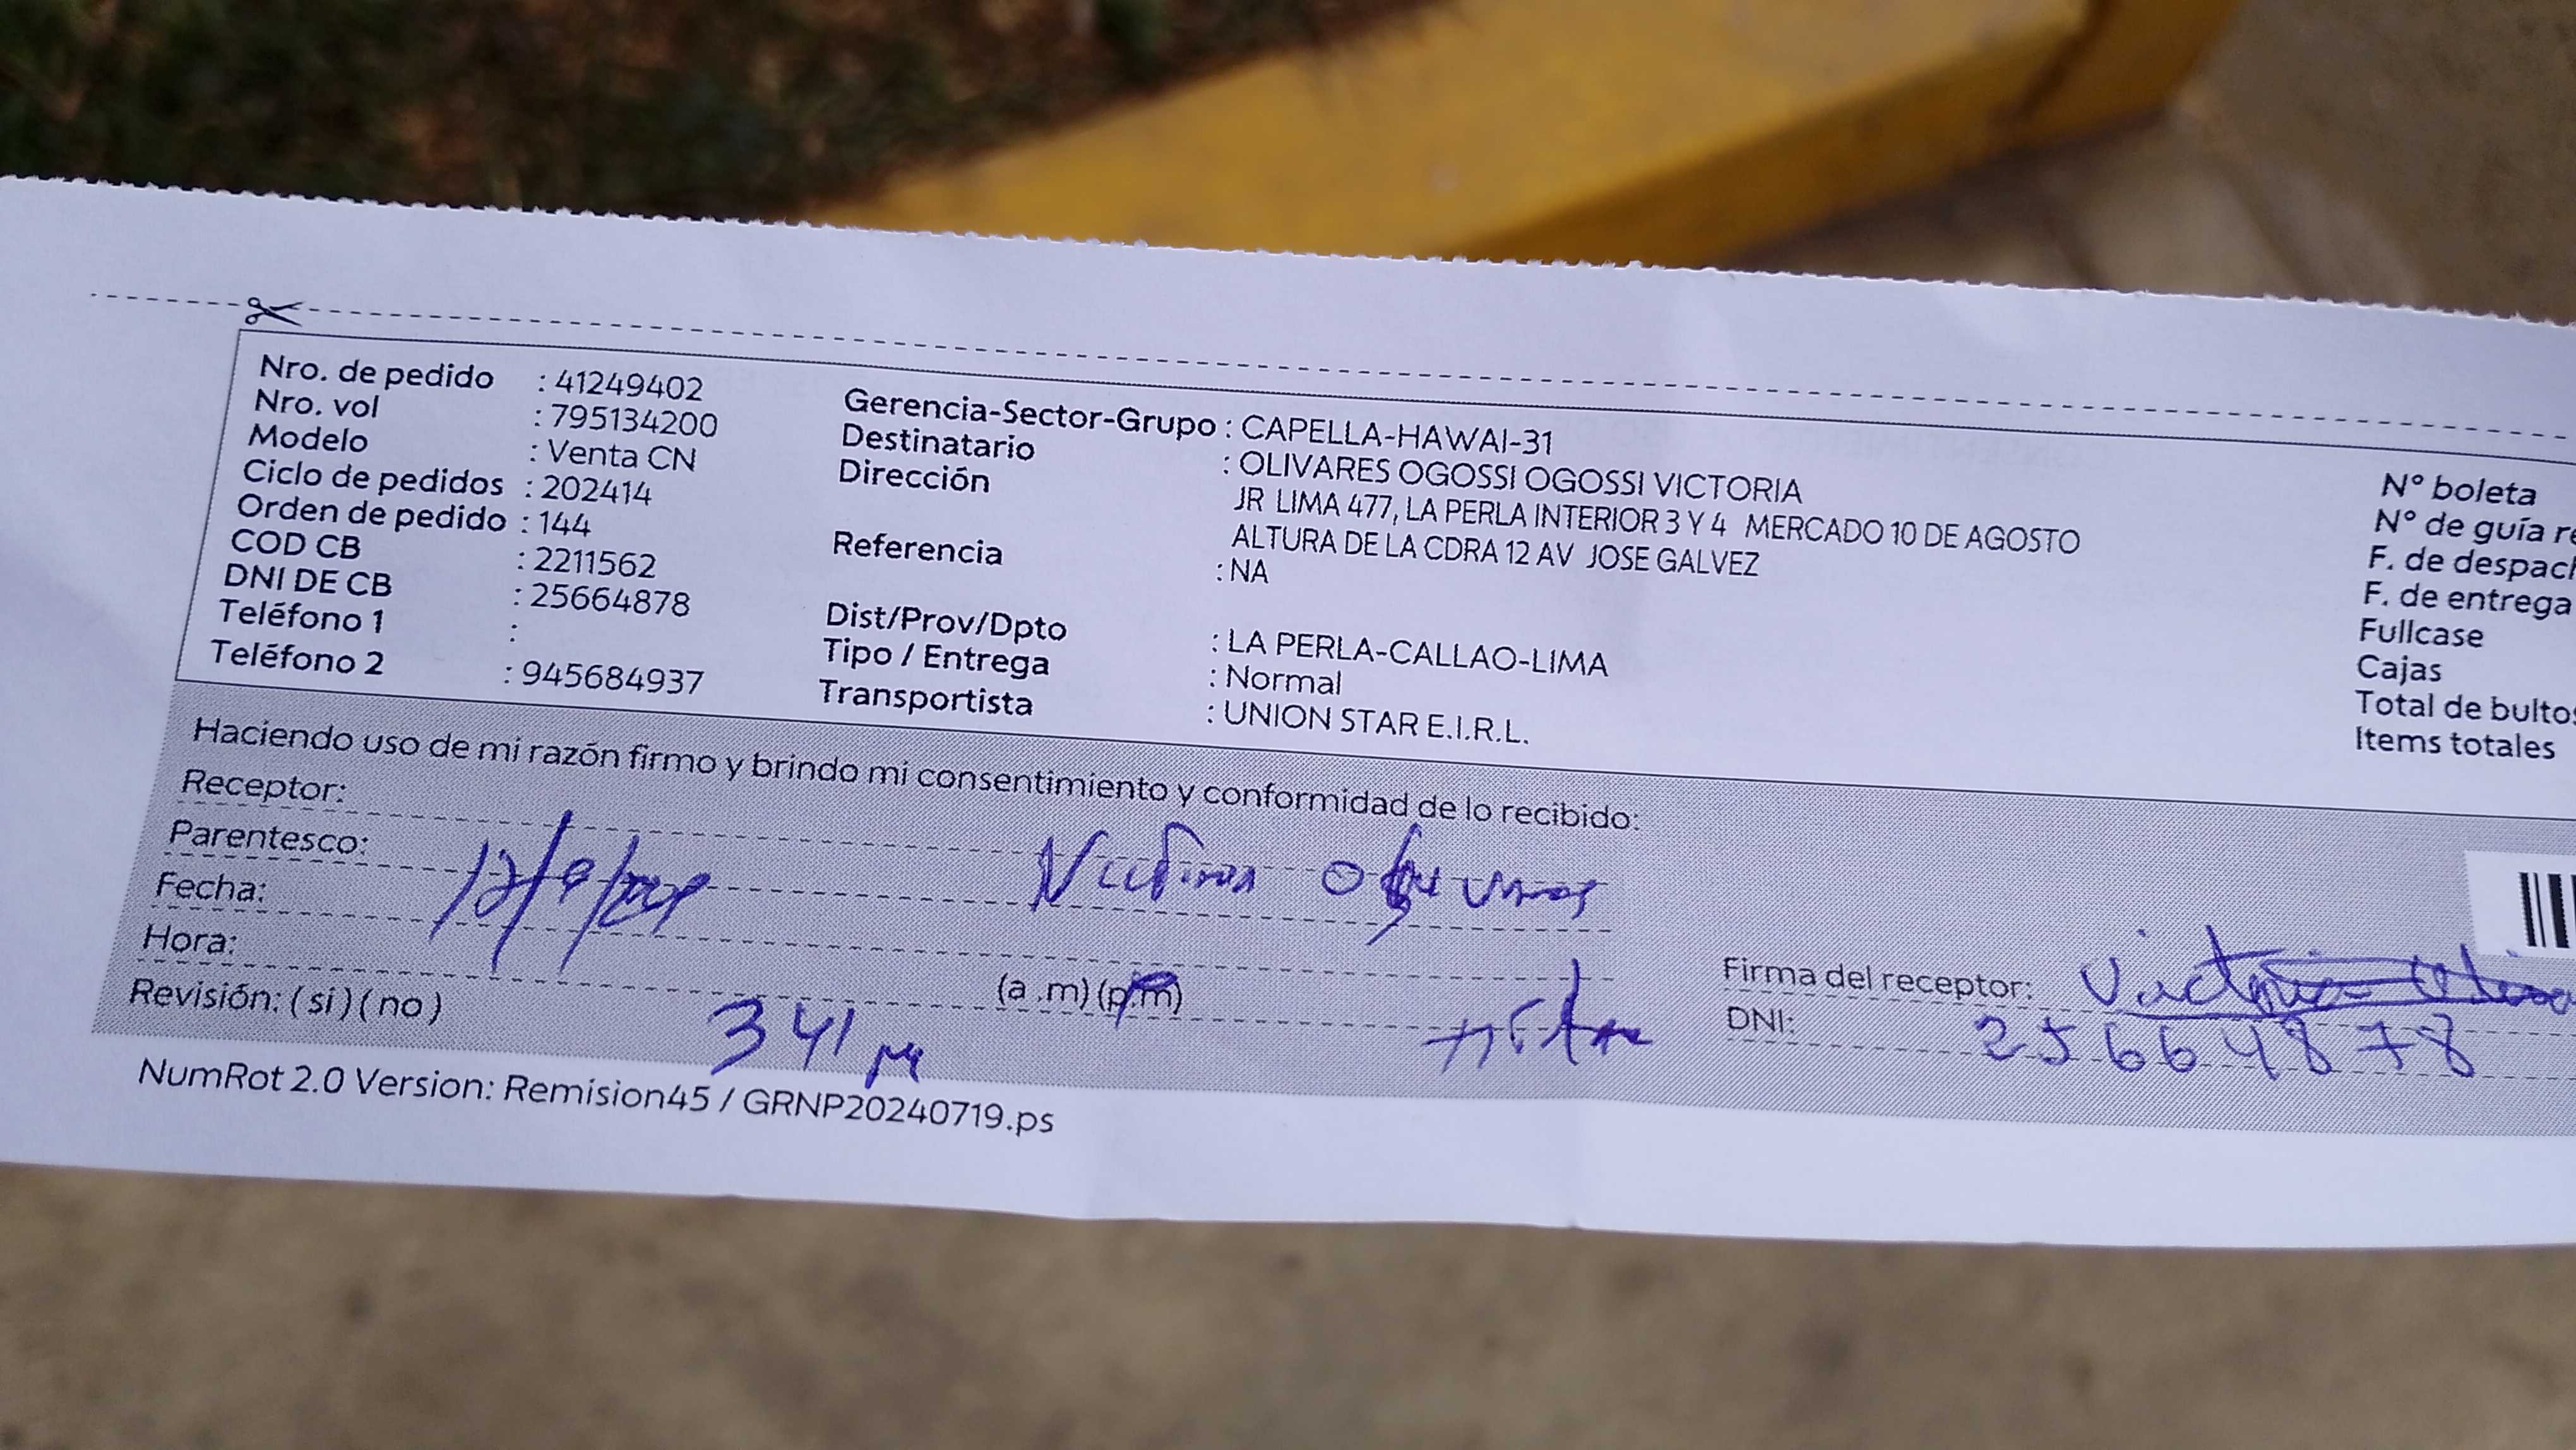 Nro. de pedido : 41249402
Nro. vol : 795134200
Modelo : Venta CN
Ciclo de pedidos : 202414
Orden de pedido : 144
COD CB : 2211562
DNI DE CB : 25664878
Teléfono 1 :
Teléfono 2 : 945684937
Gerencia-Sector-Grupo : CAPELLA-HAWAI-31
Destinatario : OLIVARES OGOSSI OGOSSI VICTORIA
Dirección JR LIMA 477, LA PERLA INTERIOR 3 Y 4 MERCADO 10 DE AGOSTO
ALTURA DE LA CDRA 12 AV JOSE GALVEZ
Referencia : NA
Dist/Prov/Dpto : LA PERLA-CALLAO-LIMA
Tipo / Entrega : Normal
Transportista : UNION STAR E.I.R.L.
N° boleta
N° de guía
F. de
F. de entrega
Fullcase
Cajas
Total de
Items totales
Haciendo uso de mi razón firmo y brindo mi consentimiento y conformidad de lo recibido:
Receptor:
Parentesco:
Fecha: 12/9/
Hora: (a.m) (p.m)
Revisión: ( si ) ( no ) 341
Firma del receptor: Victoria
DNI: 25664878
NumRot 2.0 Version: Remision45 / GRNP20240719.ps